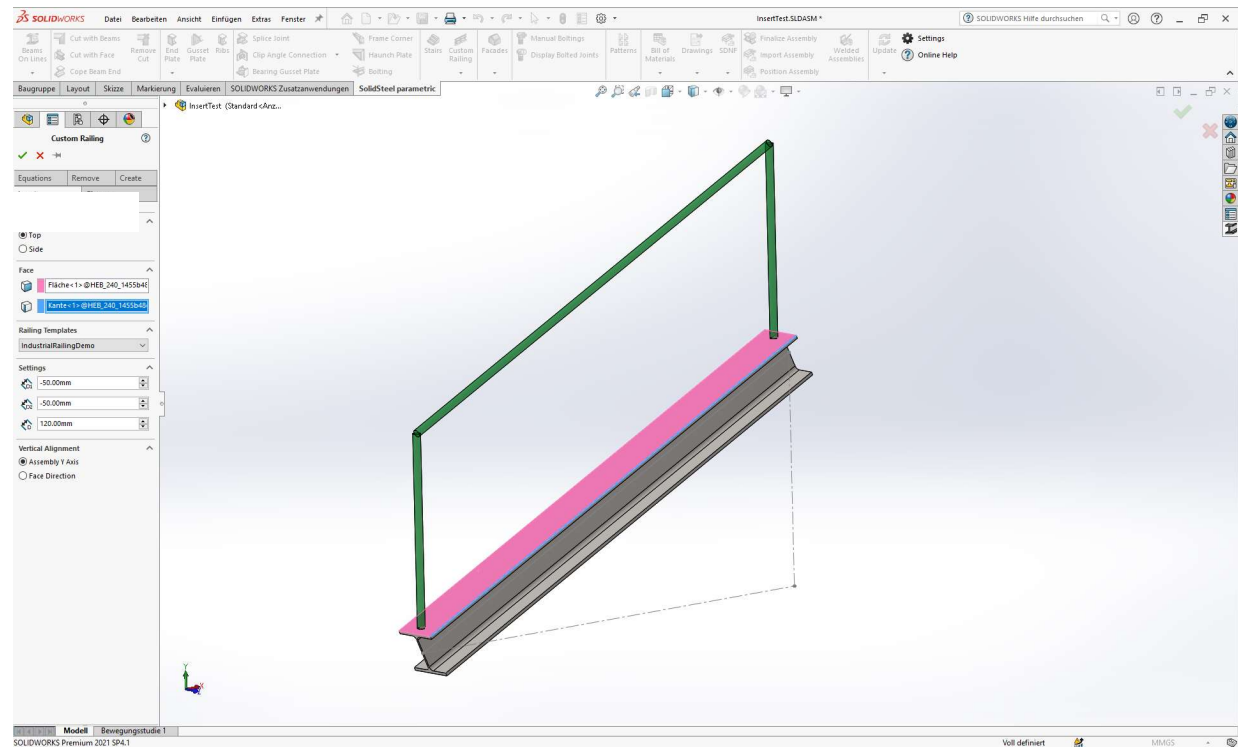 SOLIDWORKS Datei Bearbeiten Ansicht Einfügen Extras Fenster InsertTest.SLDASM * SOLIDWORKS Hilfe durchsuchen
Beams On Lines
Cut with Beams
Cut with Face
Cope Beam End
Remove Cut
End Plate
Gusset Plate
Ribs
Splice Joint
Clip Angle Connection
Bearing Gusset Plate
Frame Corner
Haunch Plate
Bolting
Stairs
Custom Railing
Facades
Manual Boltings
Display Bolted Joints
Patterns
Bill of Materials
Drawings
SDNF
Finalize Assembly
Import Assembly
Position Assembly
Welded Assemblies
Update
Settings
Online Help
Baugruppe Layout Skizze Markierung Evaluieren SOLIDWORKS Zusatzanwendungen SolidSteel parametric
InsertTest (Standard<Anz...
Custom Railing
Equations Remove Create
Top
Side
Face
Fläche<1>@HEB_240_1455b48
Kante<1>@HEB_240_1455b48
Railing Templates
IndustrialRailingDemo
Settings
-50.00mm
-50.00mm
120.00mm
Vertical Alignment
Assembly Y Axis
Face Direction
Y
X
Z
Modell Bewegungsstudie 1
SOLIDWORKS Premium 2021 SP4.1 Voll definiert MMGS